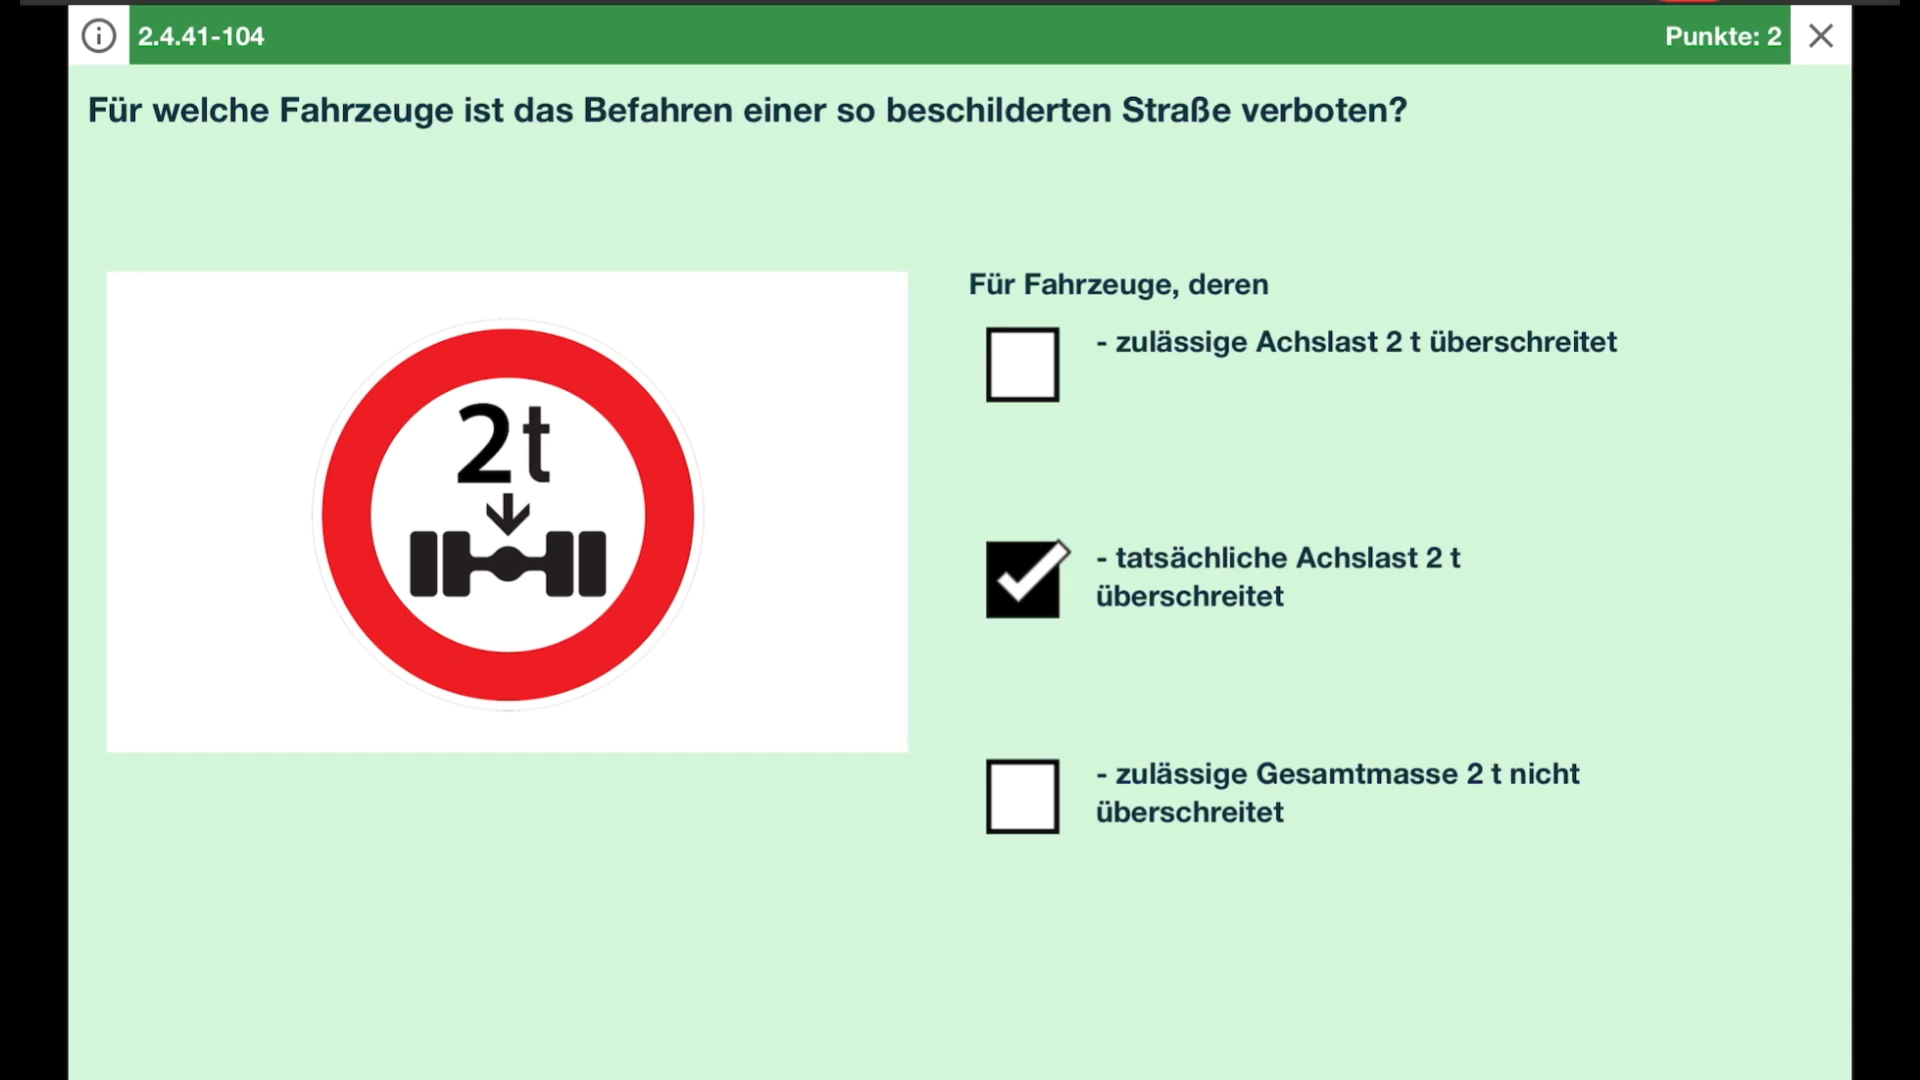 2.4.41-104
Punkte: 2
Für welche Fahrzeuge ist das Befahren einer so beschilderten Straße verboten?
2t
Für Fahrzeuge, deren
- zulässige Achslast 2 t überschreitet
- tatsächliche Achslast 2 t
überschreitet
- zulässige Gesamtmasse 2 t nicht
überschreitet